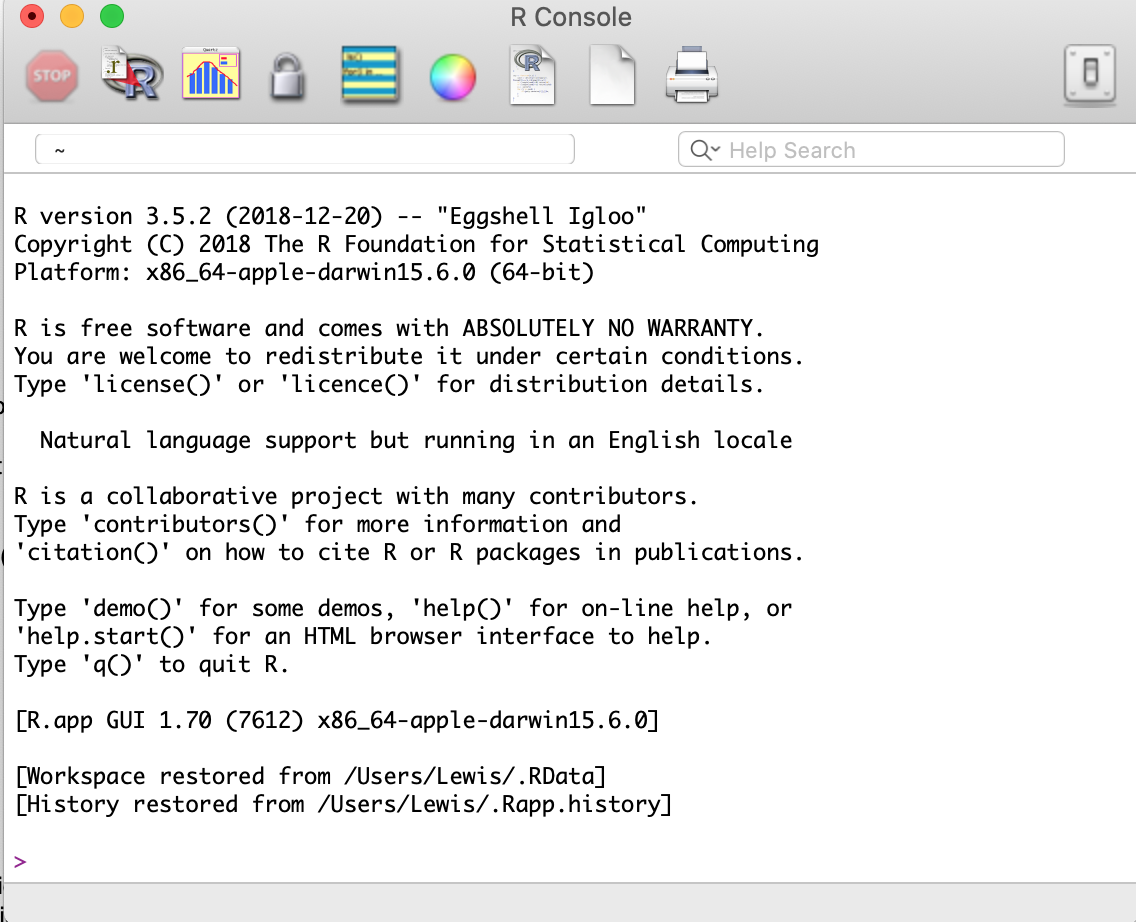 R Console
STOP
.r
R
Quartz
R
~
Help Search
R version 3.5.2 (2018-12-20) -- "Eggshell Igloo"
Copyright (C) 2018 The R Foundation for Statistical Computing
Platform: x86_64-apple-darwin15.6.0 (64-bit)
R is free software and comes with ABSOLUTELY NO WARRANTY.
You are welcome to redistribute it under certain conditions.
Type 'license()' or 'licence()' for distribution details.
Natural language support but running in an English locale
R is a collaborative project with many contributors.
Type 'contributors()' for more information and
'citation()' on how to cite R or R packages in publications.
Type 'demo()' for some demos, 'help()' for on-line help, or
'help.start()' for an HTML browser interface to help.
Type 'q()' to quit R.
[R.app GUI 1.70 (7612) x86_64-apple-darwin15.6.0]
[Workspace restored from /Users/Lewis/.RData]
[History restored from /Users/Lewis/.Rapp.history]
>